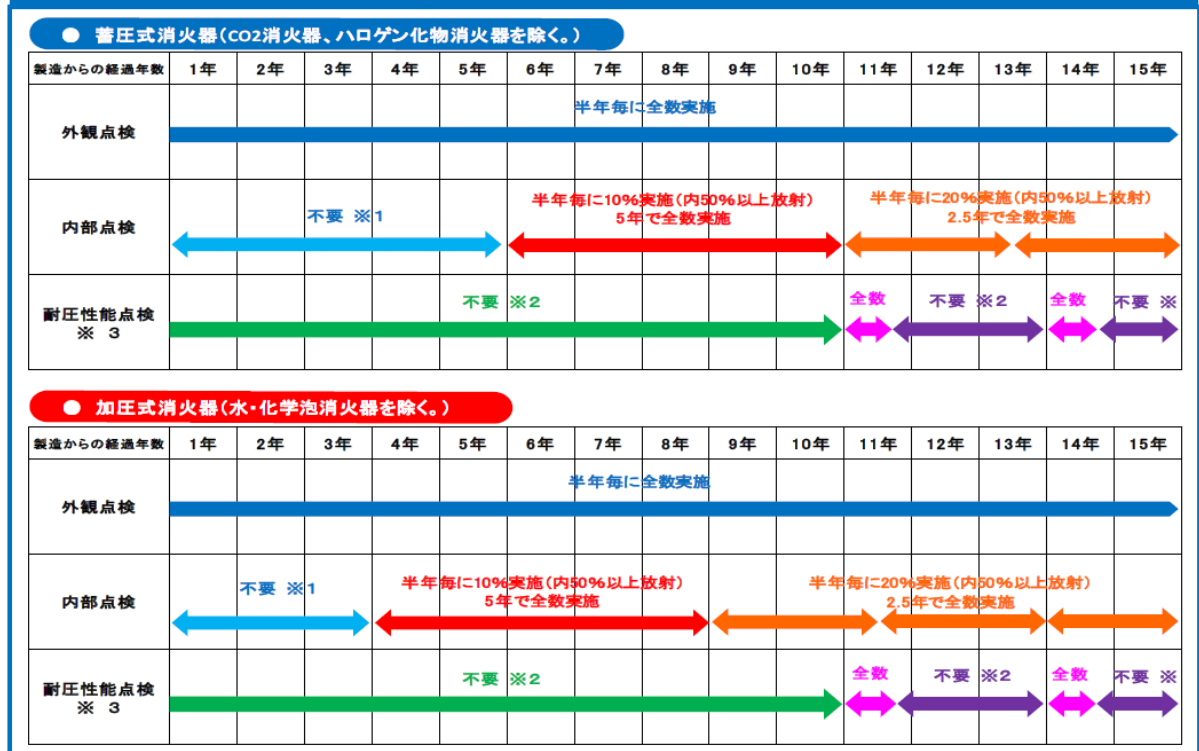 ● 蓄圧式消火器(CO2消火器、ハロゲン化物消火器を除く。)
製造からの経過年数 1年 2年 3年 4年 5年 6年 7年 8年 9年 10年 11年 12年 13年 14年 15年
外観点検
半年毎に全数実施
内部点検
不要 ※1
半年毎に10%実施(内50%以上放射)
5年で全数実施
半年毎に20%実施(内50%以上放射)
2.5年で全数実施
耐圧性能点検
※ 3
不要 ※2
全数
不要 ※2
全数
不要 ※
● 加圧式消火器(水・化学泡消火器を除く。)
製造からの経過年数 1年 2年 3年 4年 5年 6年 7年 8年 9年 10年 11年 12年 13年 14年 15年
外観点検
半年毎に全数実施
内部点検
不要 ※1
半年毎に10%実施(内50%以上放射)
5年で全数実施
半年毎に20%実施(内50%以上放射)
2.5年で全数実施
耐圧性能点検
※ 3
不要 ※2
全数
不要 ※2
全数
不要 ※